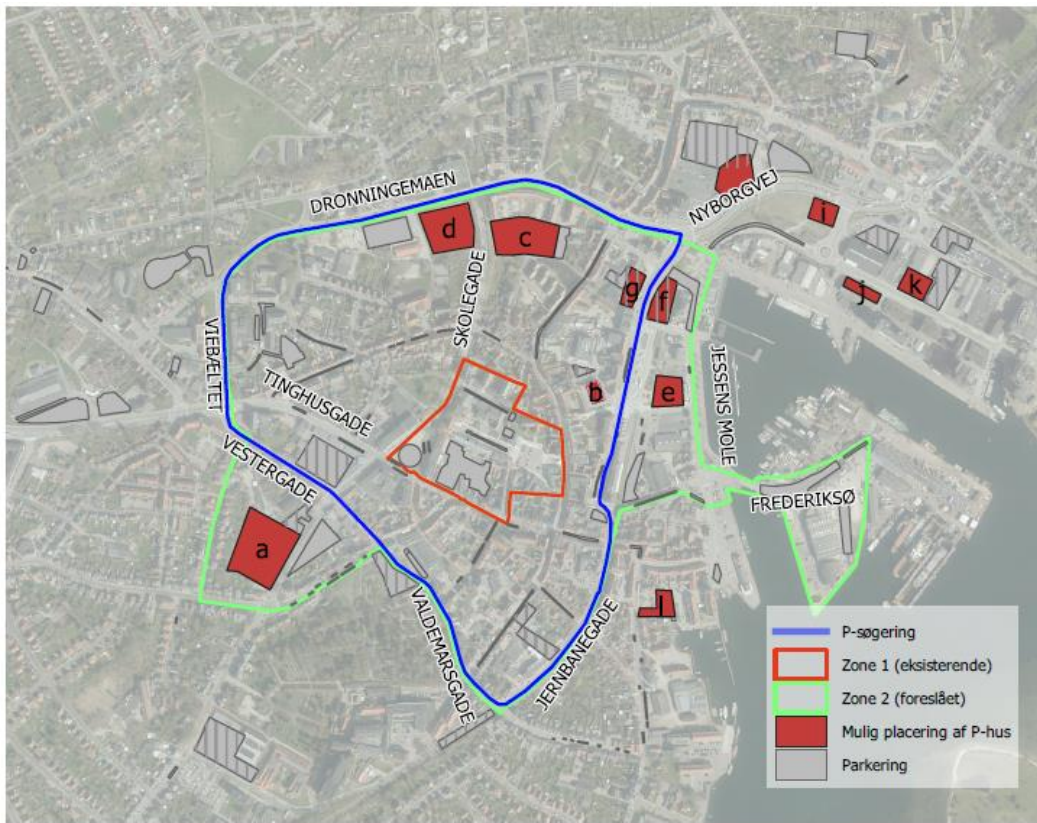 DRONNINGEMAEN
NYBORGVEJ
d
c
i
SKOLEGADE
g
f
j
k
VIEBÆLTET
TINGHUSGADE
b
e
JESSENS MOLE
VESTERGADE
FREDERIKSØ
a
VALDEMARSGADE
JERNBANEGADE
l
P-søgering
Zone 1 (eksisterende)
Zone 2 (foreslået)
Mulig placering af P-hus
Parkering